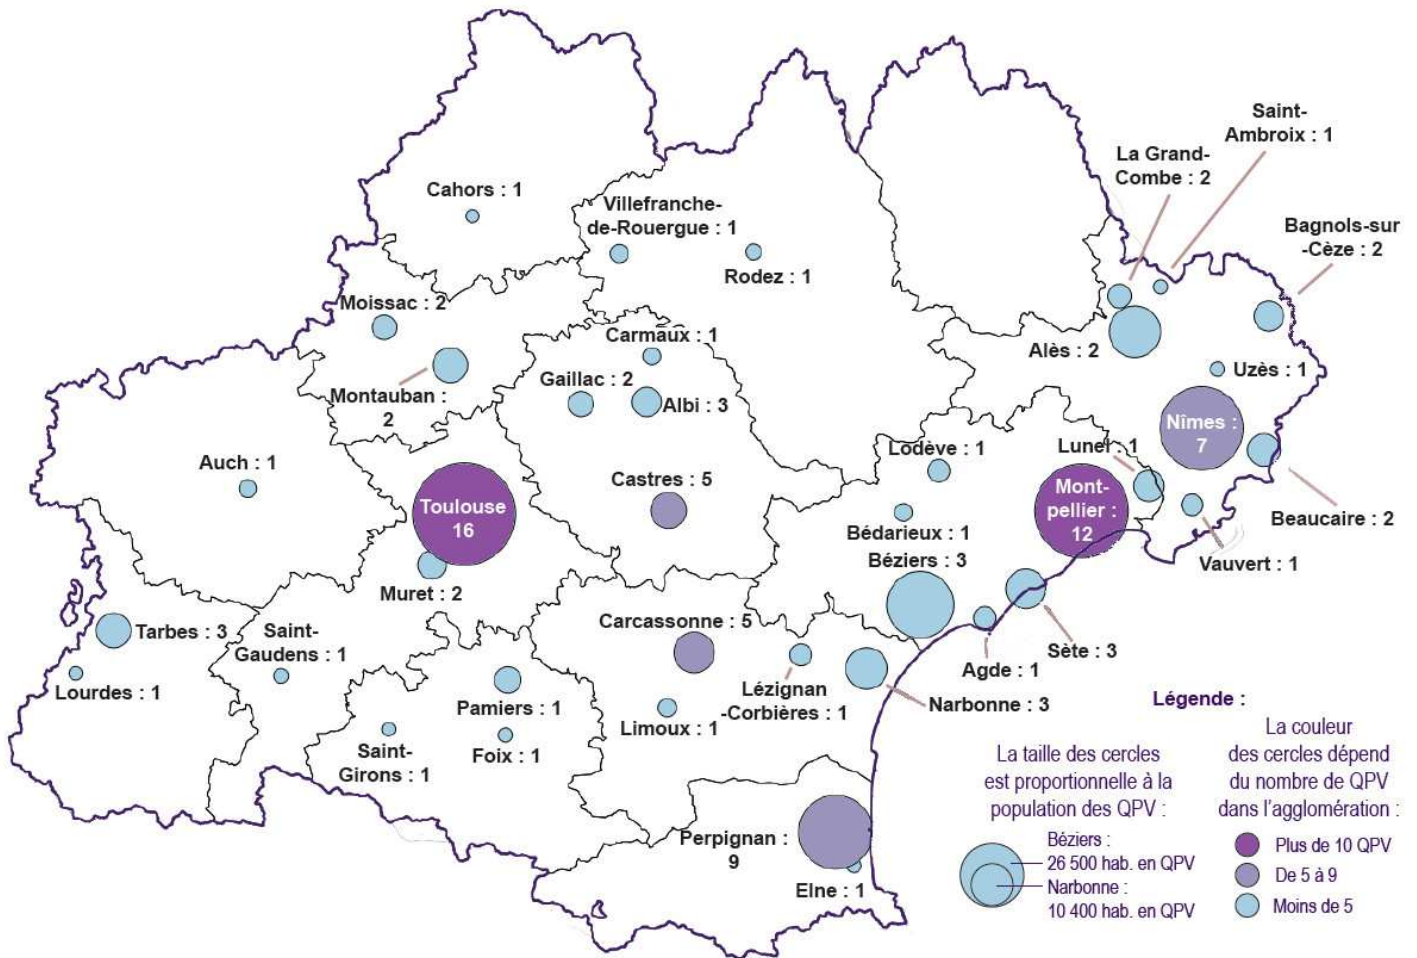 Saint-
Ambroix : 1
La Grand-
Combe : 2
Cahors : 1
Villefranche-
de-Rouergue : 1
Bagnols-sur
-Cèze : 2
Rodez : 1
Moissac : 2
Carmaux : 1
Alès : 2
Uzès : 1
Gaillac : 2
Montauban :
2
Albi : 3
Nîmes :
7
Lodève : 1
Lunel : 1
Auch : 1
Castres : 5
Toulouse
16
Mont-
pellier :
12
Beaucaire : 2
Bédarieux : 1
Béziers : 3
Vauvert : 1
Muret : 2
Carcassonne : 5
Tarbes : 3
Saint-
Gaudens : 1
Sète : 3
Agde : 1
Lourdes : 1
Lézignan
-Corbières : 1
Narbonne : 3
Pamiers : 1
Limoux : 1
Saint-
Girons : 1
Foix : 1
Perpignan :
9
Elne : 1
Légende :
La taille des cercles
est proportionnelle à la
population des QPV :
Béziers :
26 500 hab. en QPV
Narbonne :
10 400 hab. en QPV
La couleur
des cercles dépend
du nombre de QPV
dans l'agglomération :
Plus de 10 QPV
De 5 à 9
Moins de 5